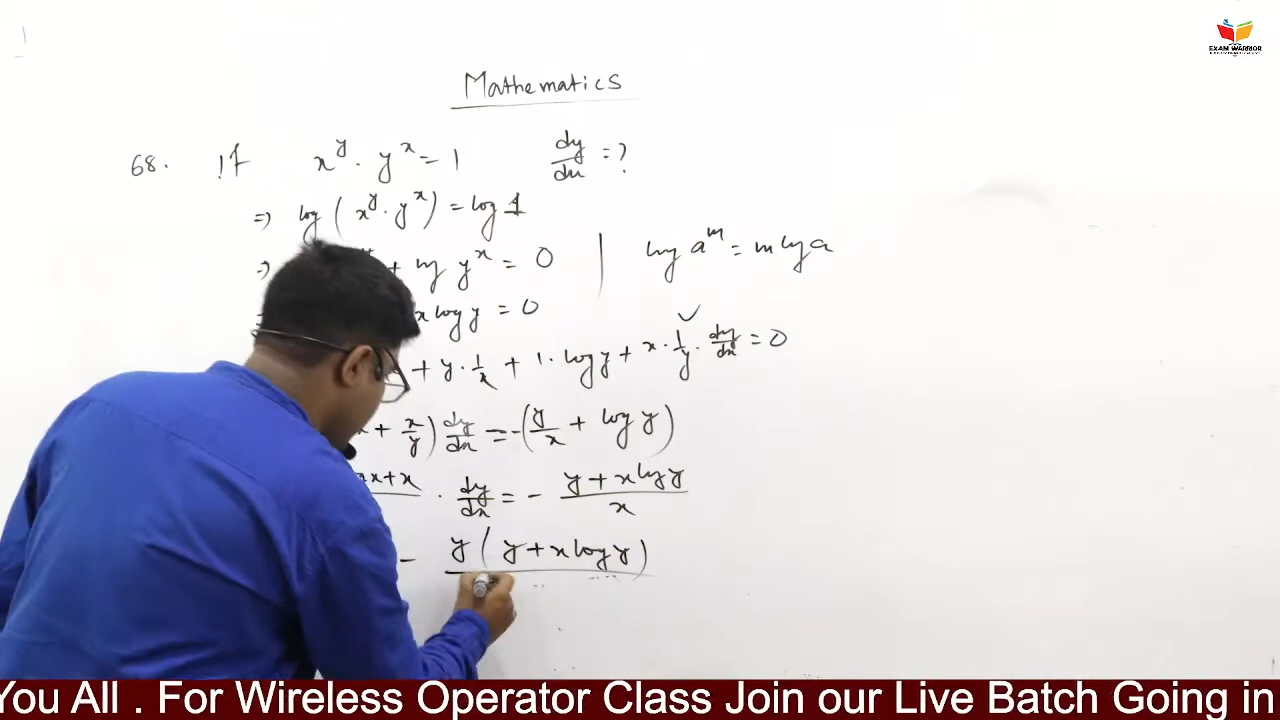 EXAM WARRIOR
Mathematics
68. If x^y · y^x = 1 dy/dx = ?
⇒ log (x^y · y^x) = log 1
⇒ + log y^x = 0 | log a^m = m log a
x log y = 0
+ y · 1/x + 1 · log y + x · 1/y · dy/dx = 0 ✓
+ x/y) dy/dx = -(y/x + log y)
x + x · dy/dx = - (y + x log y)/x
- y(y + x log y)
You All . For Wireless Operator Class Join our Live Batch Going in